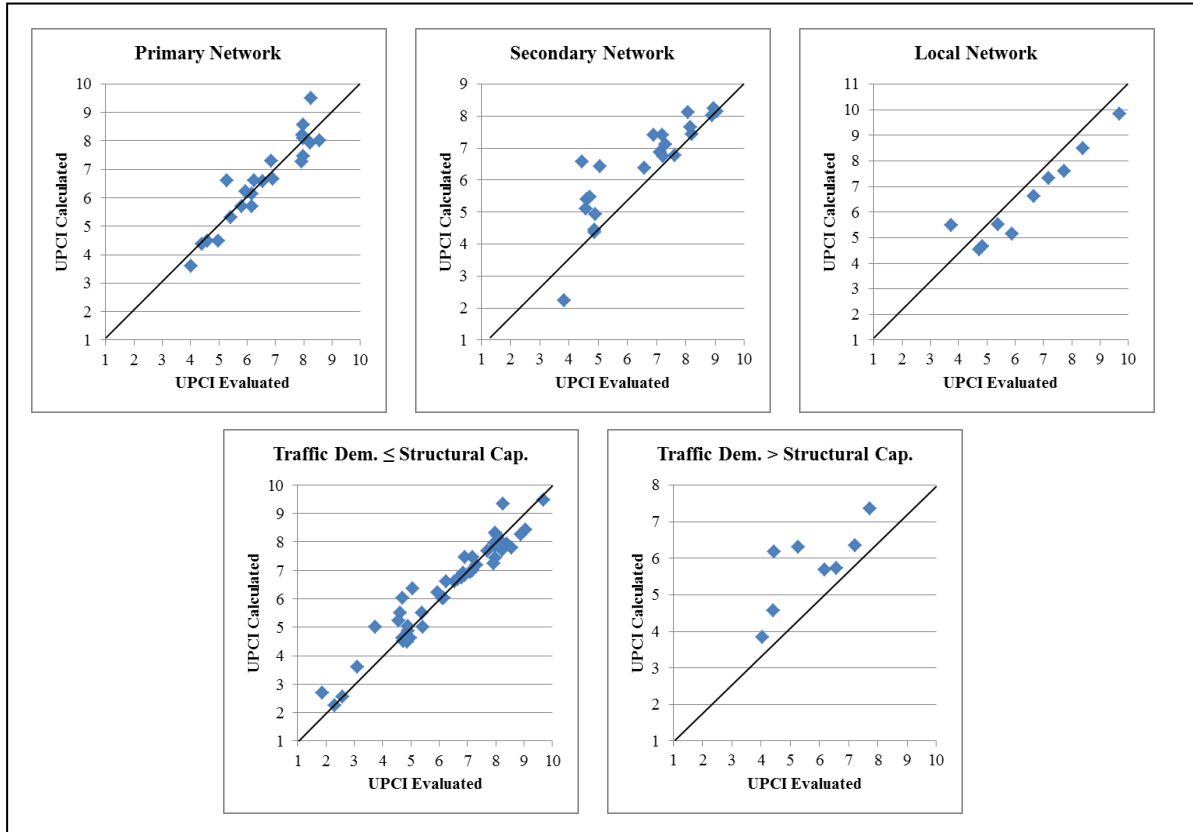 Primary Network
10
9
8
7
6
5
4
3
2
1
UPCI Calculated
1 2 3 4 5 6 7 8 9 10
UPCI Evaluated
Secondary Network
9
8
7
6
5
4
3
2
1
UPCI Calculated
1 2 3 4 5 6 7 8 9 10
UPCI Evaluated
Local Network
11
10
9
8
7
6
5
4
3
2
1
UPCI Calculated
1 2 3 4 5 6 7 8 9 10
UPCI Evaluated
Traffic Dem. ≤ Structural Cap.
10
9
8
7
6
5
4
3
2
1
UPCI Calculated
1 2 3 4 5 6 7 8 9 10
UPCI Evaluated
Traffic Dem. > Structural Cap.
8
7
6
5
4
3
2
1
UPCI Calculated
1 2 3 4 5 6 7 8 9 10
UPCI Evaluated